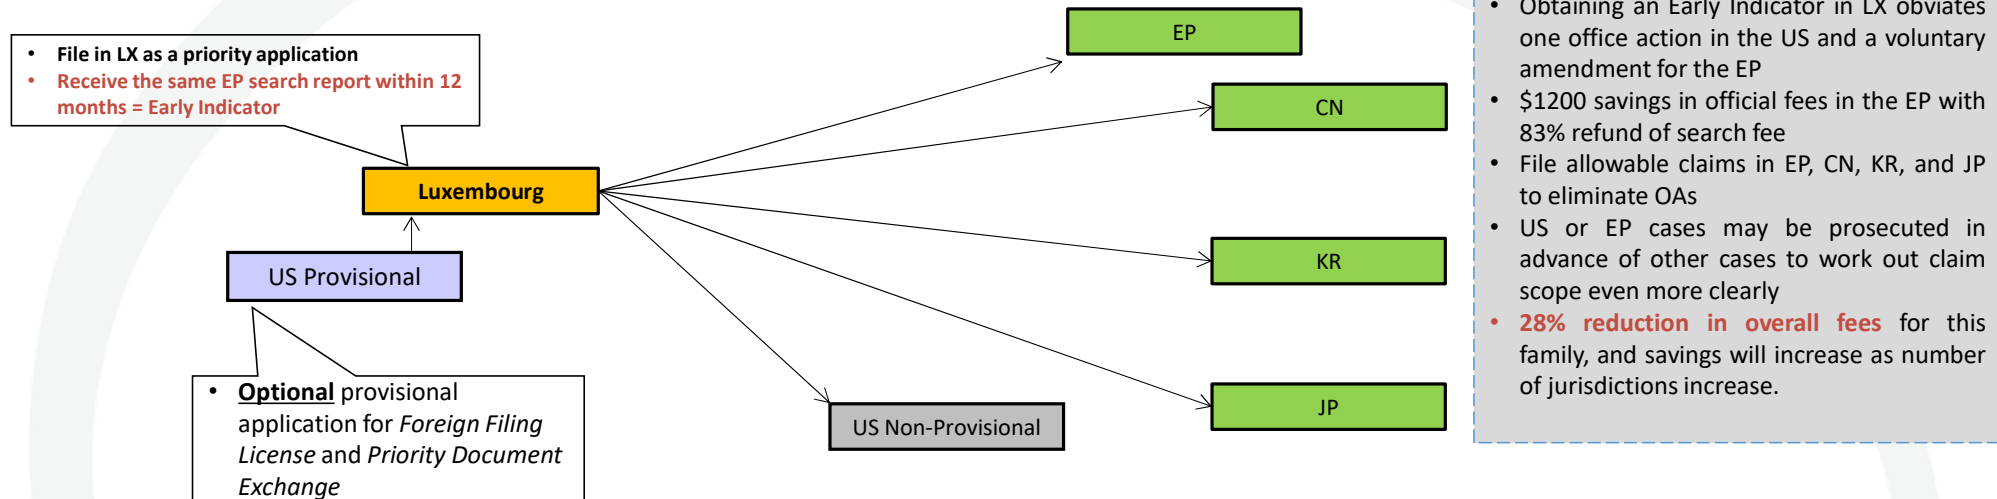 • File in LX as a priority application
• Receive the same EP search report within 12
months = Early Indicator
Luxembourg
US Provisional
• Optional provisional
application for Foreign Filing
License and Priority Document
Exchange
EP
CN
KR
JP
US Non-Provisional
• Obtaining an Early Indicator in LX obviates
one office action in the US and a voluntary
amendment for the EP
• $1200 savings in official fees in the EP with
83% refund of search fee
• File allowable claims in EP, CN, KR, and JP
to eliminate OAs
• US or EP cases may be prosecuted in
advance of other cases to work out claim
scope even more clearly
• 28% reduction in overall fees for this
family, and savings will increase as number
of jurisdictions increase.